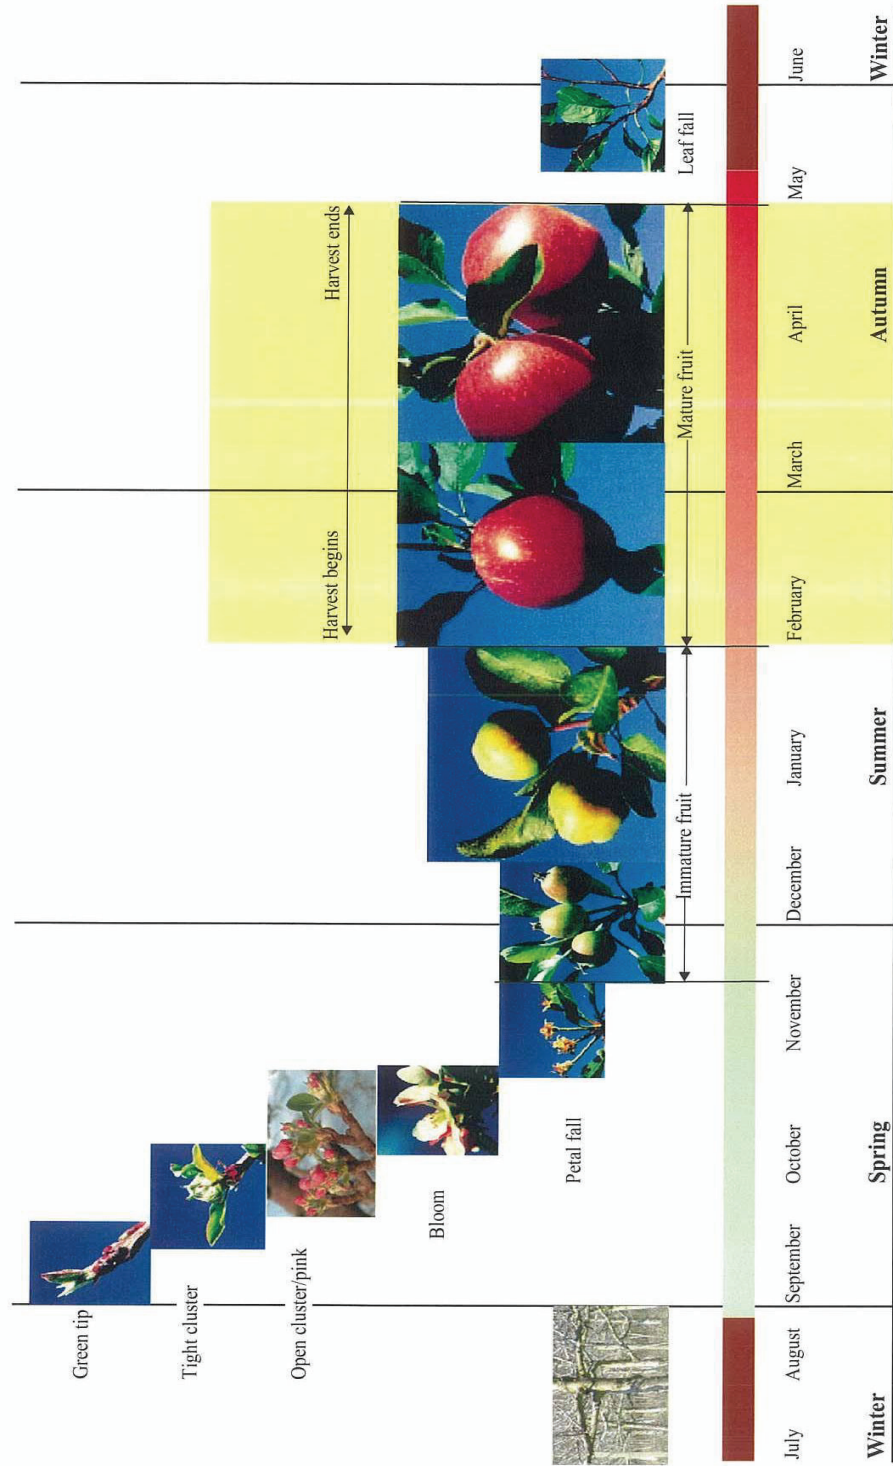 Green tip
Tight cluster
Open cluster/pink
Bloom
Petal fall
Harvest begins
Harvest ends
Immature fruit
Mature fruit
Leaf fall
July
August
September
October
November
December
January
February
March
April
May
June
Winter
Spring
Summer
Autumn
Winter